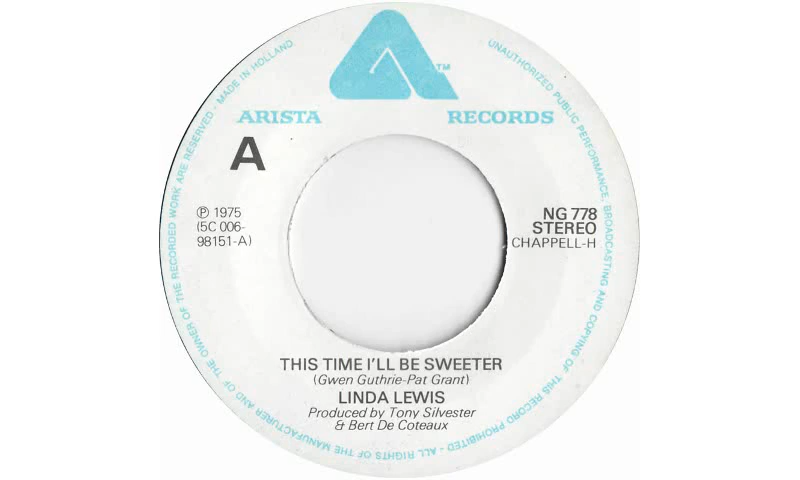 ARISTA RECORDS
TM
A
℗ 1975
(5C 006-
98151-A)
NG 778
STEREO
CHAPPELL-H
THIS TIME I'LL BE SWEETER
(Gwen Guthrie-Pat Grant)
LINDA LEWIS
Produced by Tony Silvester
& Bert De Coteaux
UNAUTHORIZED PUBLIC PERFORMANCE, BROADCASTING AND COPYING OF THIS RECORD PROHIBITED - ALL RIGHTS OF THE MANUFACTURER AND OF THE OWNER OF THE RECORDED WORK ARE RESERVED - MADE IN HOLLAND